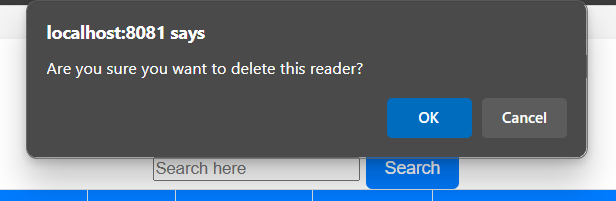 localhost:8081 says
Are you sure you want to delete this reader?
OK Cancel
Search here Search